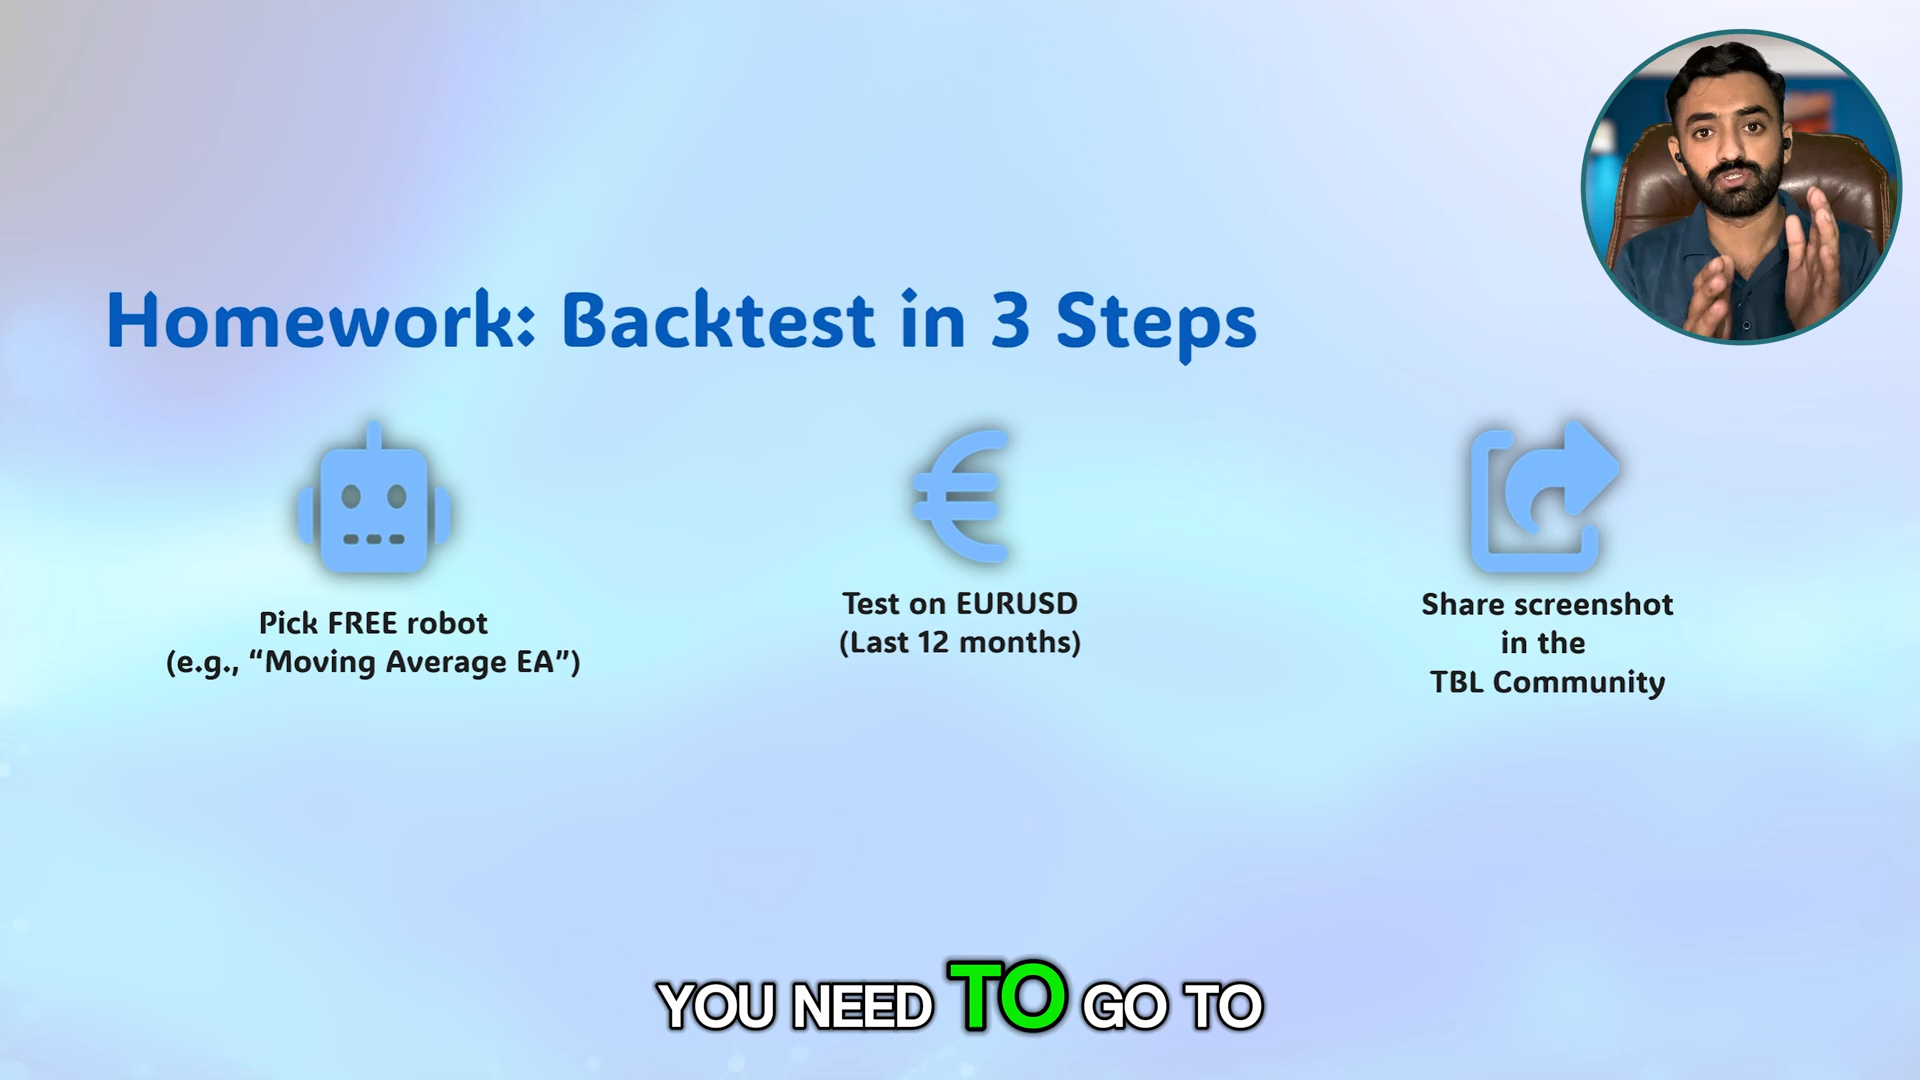 Homework: Backtest in 3 Steps
Pick FREE robot
(e.g., “Moving Average EA”)
Test on EURUSD
(Last 12 months)
Share screenshot
in the
TBL Community
YOU NEED TO GO TO